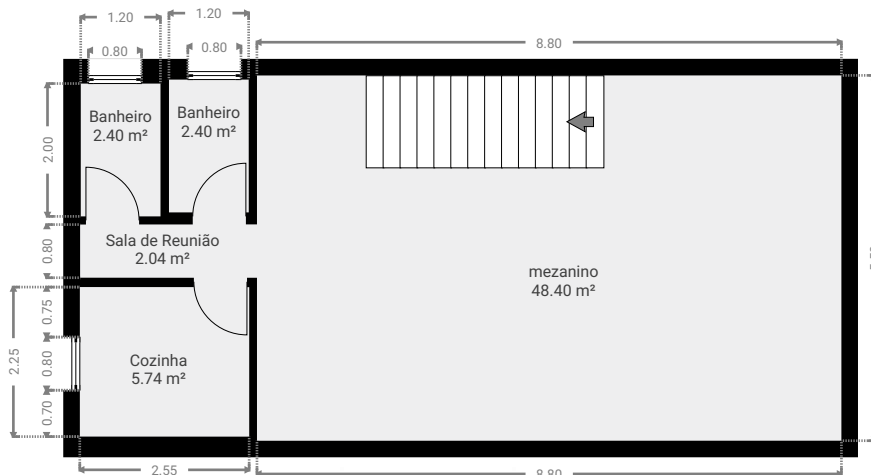 1.20
1.20
0.80
0.80
8.80
Banheiro
2.40 m²
Banheiro
2.40 m²
2.00
Sala de Reunião
2.04 m²
0.80
mezanino
48.40 m²
0.75
2.25
0.80
Cozinha
5.74 m²
0.70
2.55
8.80